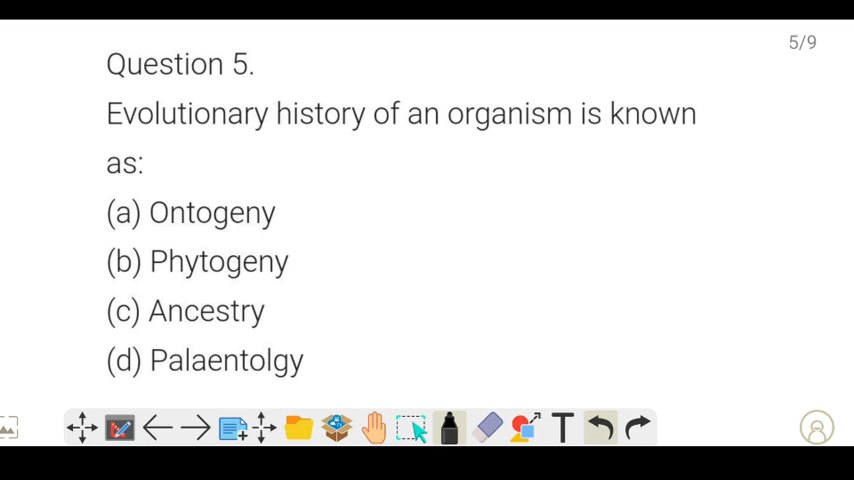 5/9
Question 5.
Evolutionary history of an organism is known
as:
(a) Ontogeny
(b) Phytogeny
(c) Ancestry
(d) Palaentolgy
T